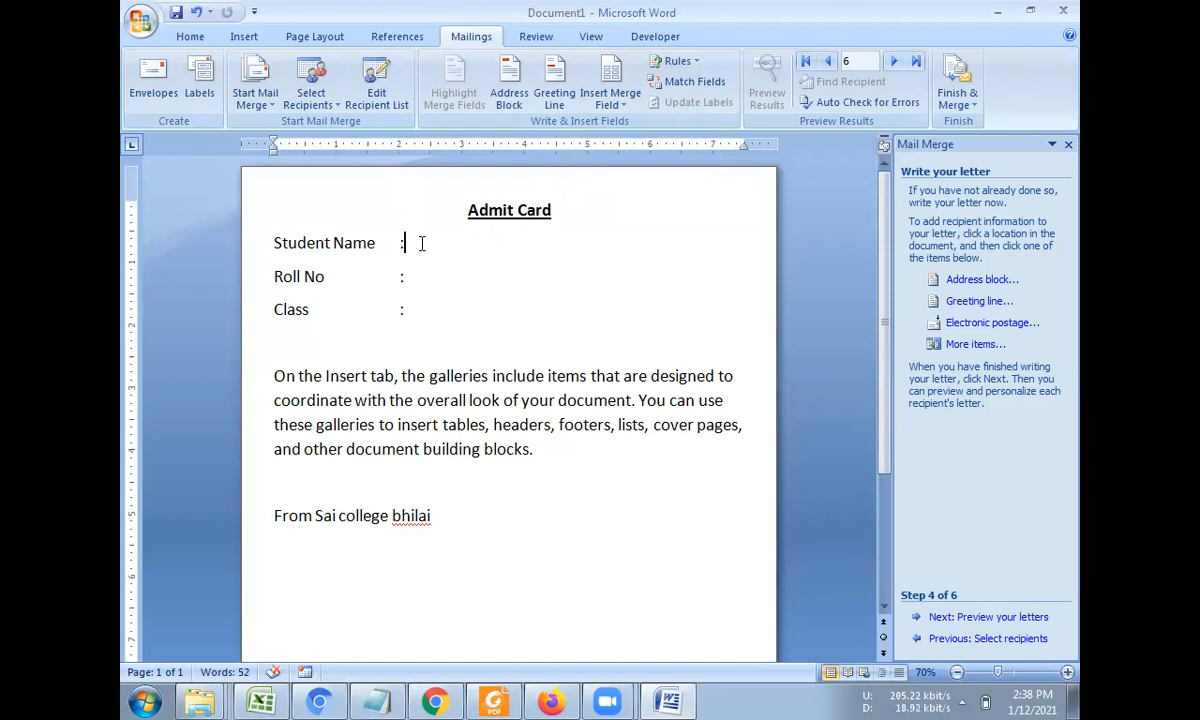 Document1 - Microsoft Word
Home Insert Page Layout References Mailings Review View Developer
Envelopes Labels
Create
Start Mail Merge Select Recipients Edit Recipient List
Start Mail Merge
Highlight Merge Fields Address Block Greeting Line Insert Merge Field
Rules
Match Fields
Update Labels
Write & Insert Fields
Preview Results
6
Find Recipient
Auto Check for Errors
Preview Results
Finish & Merge
Finish
1 2 3 4 5 6 7
Admit Card
Student Name :
Roll No :
Class :
On the Insert tab, the galleries include items that are designed to
coordinate with the overall look of your document. You can use
these galleries to insert tables, headers, footers, lists, cover pages,
and other document building blocks.
From Sai college bhilai
Mail Merge
Write your letter
If you have not already done so,
write your letter now.
To add recipient information to
your letter, click a location in the
document, and then click one of
the items below.
Address block...
Greeting line...
Electronic postage...
More items...
When you have finished writing
your letter, click Next. Then you
can preview and personalize each
recipient's letter.
Step 4 of 6
Next: Preview your letters
Previous: Select recipients
Page: 1 of 1 Words: 52
70%
PDF
U: 205.22 kbit/s
D: 18.92 kbit/s
2:38 PM
1/12/2021